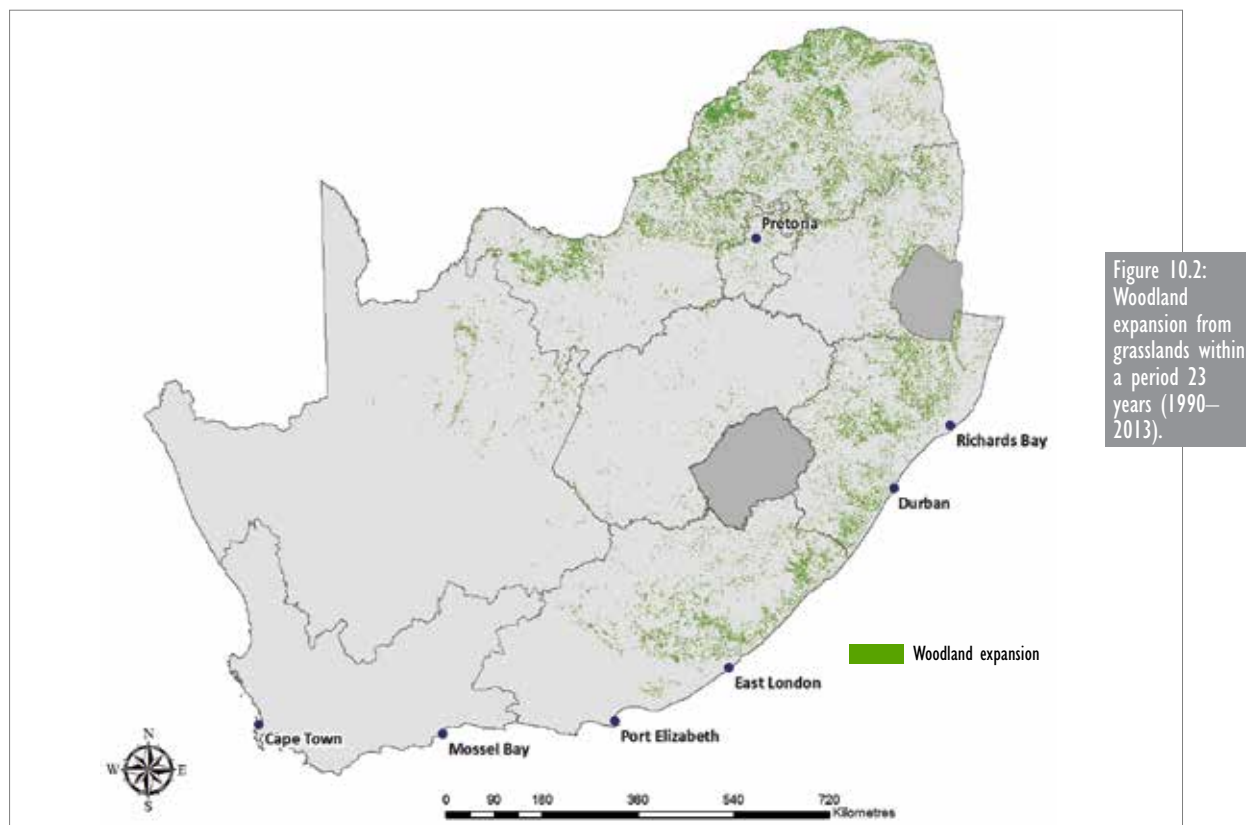 Pretoria
Figure 10.2:
Woodland
expansion from
grasslands within
a period 23
years (1990–
2013).
Richards Bay
Durban
Woodland expansion
East London
Port Elizabeth
Cape Town
Mossel Bay
N
W E
S
0 90 180 360 540 720
Kilometres